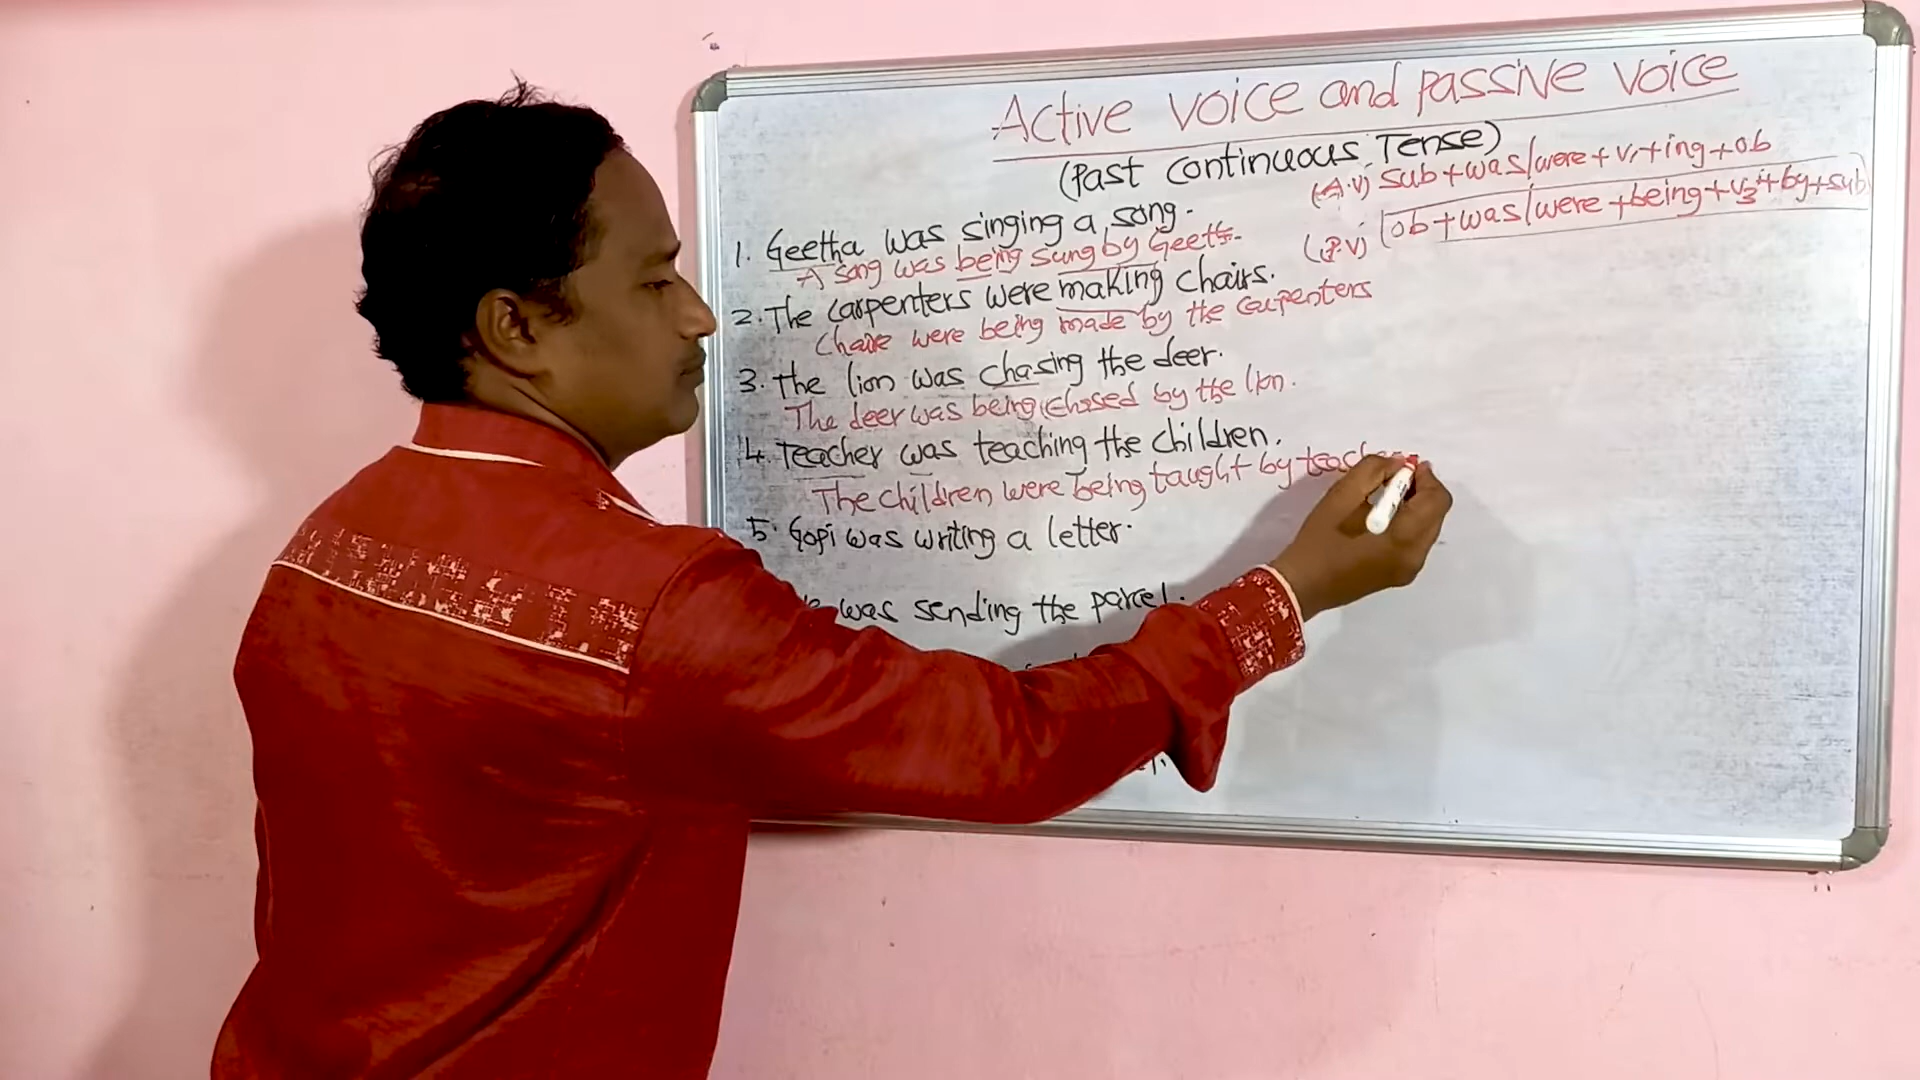 Active voice and passive voice
(Past continuous Tense)
(A.V) Sub+was/were+V1+ing+ob
(P.V) ob+was/were+being+V3+by+sub
1. Geetha was singing a song.
A song was being sung by Geeth
2. The carpenters were making chairs.
Chairs were being made by the carpenters
3. The lion was chasing the deer.
The deer was being chased by the lion.
4. Teacher was teaching the children.
The children were being taught by
5. Gopi was writing a letter.
was sending the parcel.